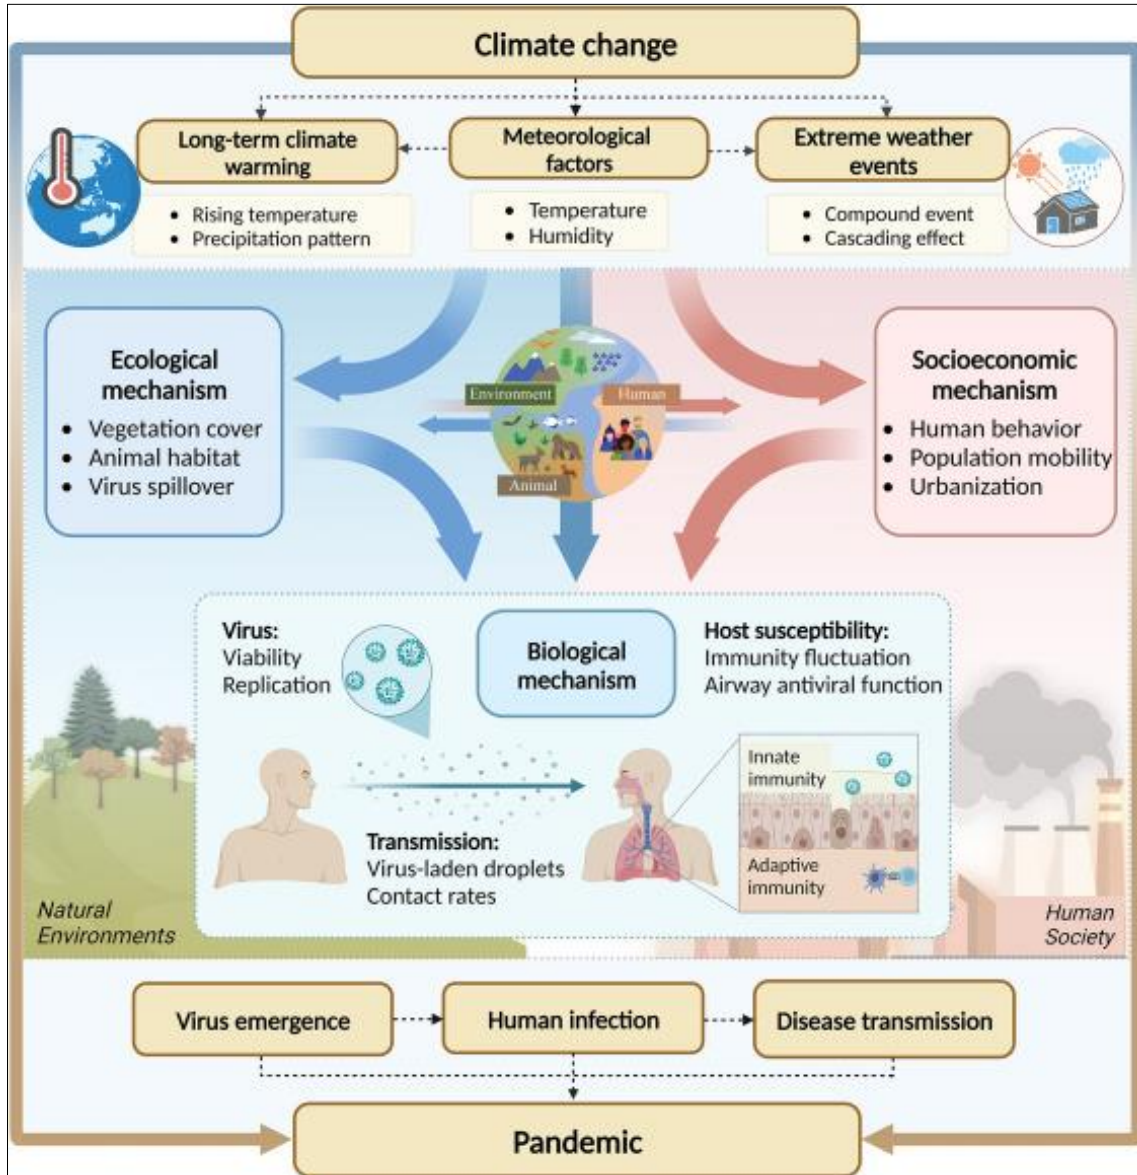 Climate change
Long-term climate
warming
Meteorological
factors
Extreme weather
events
• Rising temperature
• Precipitation pattern
• Temperature
• Humidity
• Compound event
• Cascading effect
Ecological
mechanism
• Vegetation cover
• Animal habitat
• Virus spillover
Environment
Human
Animal
Socioeconomic
mechanism
• Human behavior
• Population mobility
• Urbanization
Virus:
Viability
Replication
Biological
mechanism
Host susceptibility:
Immunity fluctuation
Airway antiviral function
Transmission:
Virus-laden droplets
Contact rates
Innate
immunity
Adaptive
immunity
Natural
Environments
Human
Society
Virus emergence
Human infection
Disease transmission
Pandemic